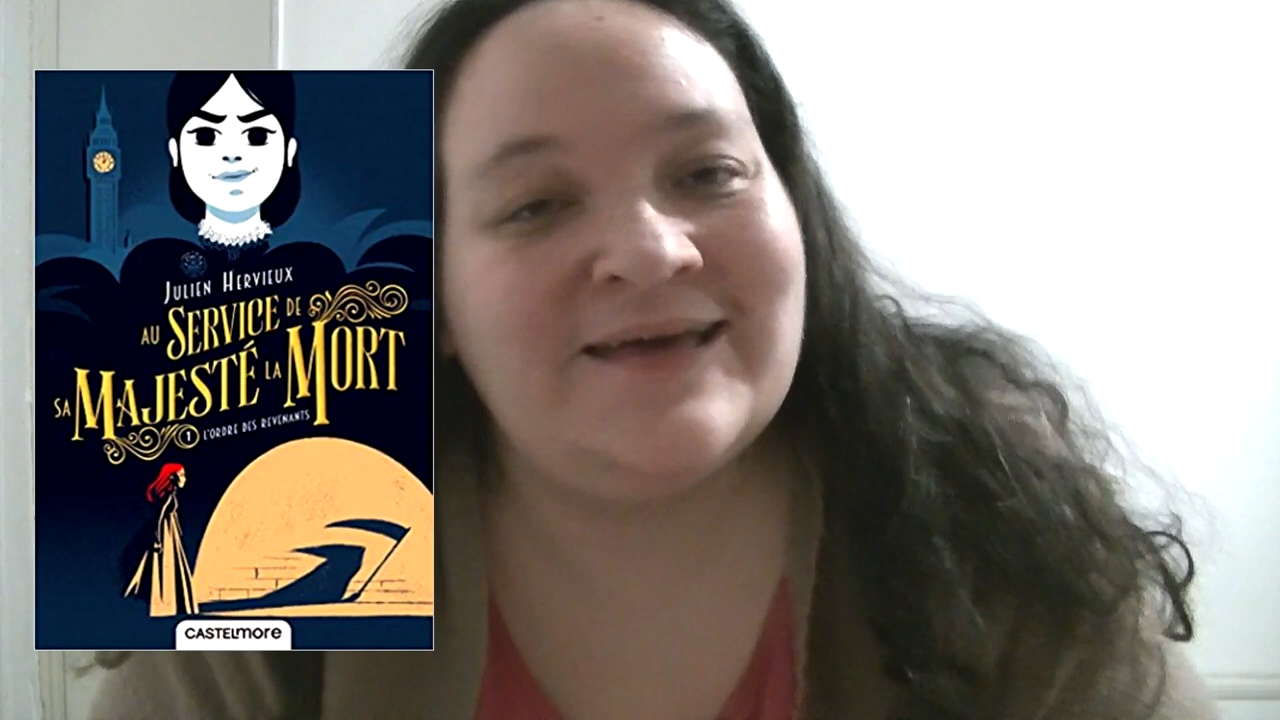 JULIEN HERVIEUX
AU SERVICE DE
SA MAJESTÉ LA MORT
1 L'ORDRE DES REVENANTS
CASTELMORE